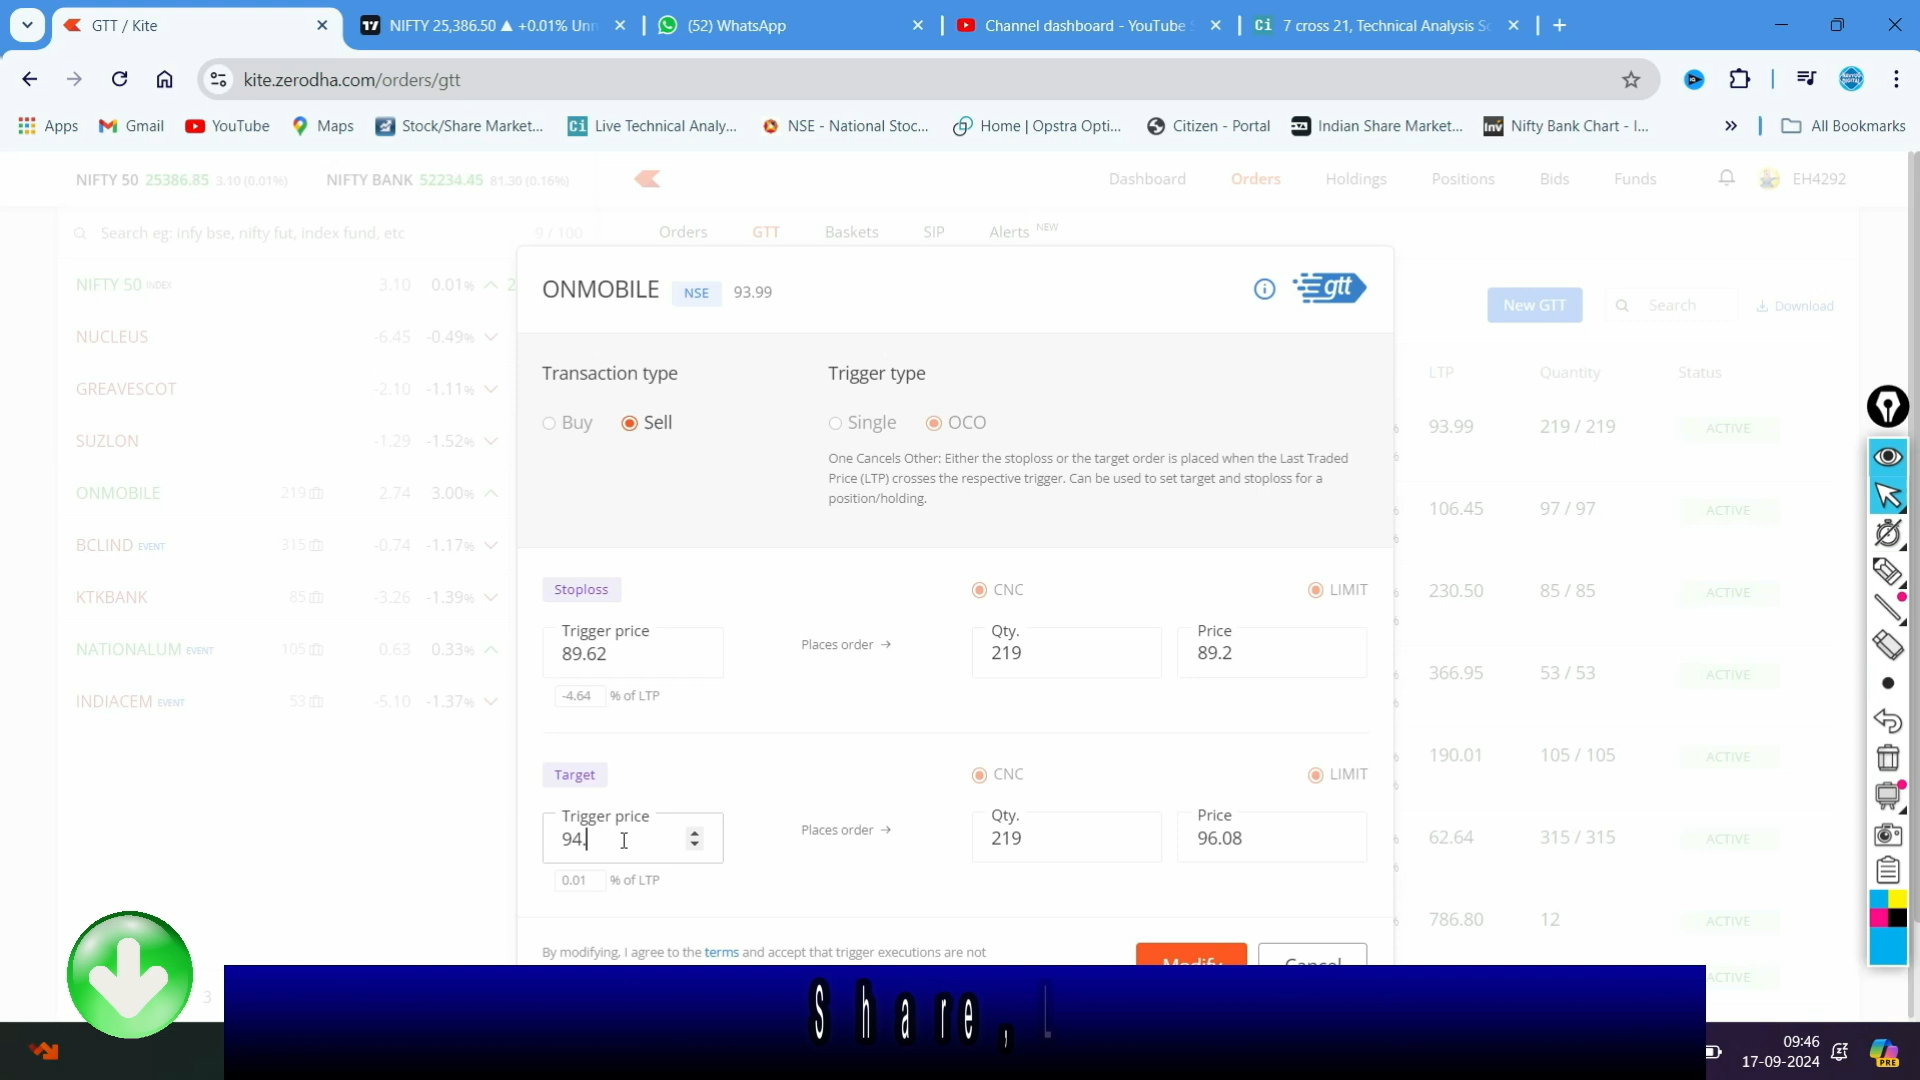 GTT / Kite
NIFTY 25,386.50 ▲ +0.01% Unn
(52) WhatsApp
Channel dashboard - YouTube S
7 cross 21, Technical Analysis Sc
kite.zerodha.com/orders/gtt
Apps
Gmail
YouTube
Maps
Stock/Share Market...
Live Technical Analy...
NSE - National Stoc...
Home | Opstra Opti...
Citizen - Portal
Indian Share Market...
Nifty Bank Chart - I...
All Bookmarks
NIFTY 50 25386.85 3.10 (0.01%)
NIFTY BANK 52234.45 81.30 (0.16%)
Dashboard
Orders
Holdings
Positions
Bids
Funds
EH4292
Search eg: infy bse, nifty fut, index fund, etc
9 / 100
Orders
GTT
Baskets
SIP
Alerts NEW
NIFTY 50 INDEX 3.10 0.01% 2
NUCLEUS -6.45 -0.49%
GREAVESCOT -2.10 -1.11%
SUZLON -1.29 -1.52%
ONMOBILE 219 2.74 3.00%
BCLIND EVENT 315 -0.74 -1.17%
KTKBANK 85 -3.26 -1.39%
NATIONALUM EVENT 105 0.63 0.33%
INDIACEM EVENT 53 -5.10 -1.37%
3
ONMOBILE NSE 93.99
gtt
Transaction type
Buy
Sell
Trigger type
Single
OCO
One Cancels Other: Either the stoploss or the target order is placed when the Last Traded
Price (LTP) crosses the respective trigger. Can be used to set target and stoploss for a
position/holding.
Stoploss
CNC
LIMIT
Trigger price
89.62
-4.64 % of LTP
Places order →
Qty.
219
Price
89.2
Target
CNC
LIMIT
Trigger price
94.
0.01 % of LTP
Places order →
Qty.
219
Price
96.08
By modifying, I agree to the terms and accept that trigger executions are not
Modify
Cancel
New GTT
Search
Download
LTP
Quantity
Status
93.99 219 / 219 ACTIVE
106.45 97 / 97 ACTIVE
230.50 85 / 85 ACTIVE
366.95 53 / 53 ACTIVE
190.01 105 / 105 ACTIVE
62.64 315 / 315 ACTIVE
786.80 12 ACTIVE
ACTIVE
Share,
09:46
17-09-2024
PRE